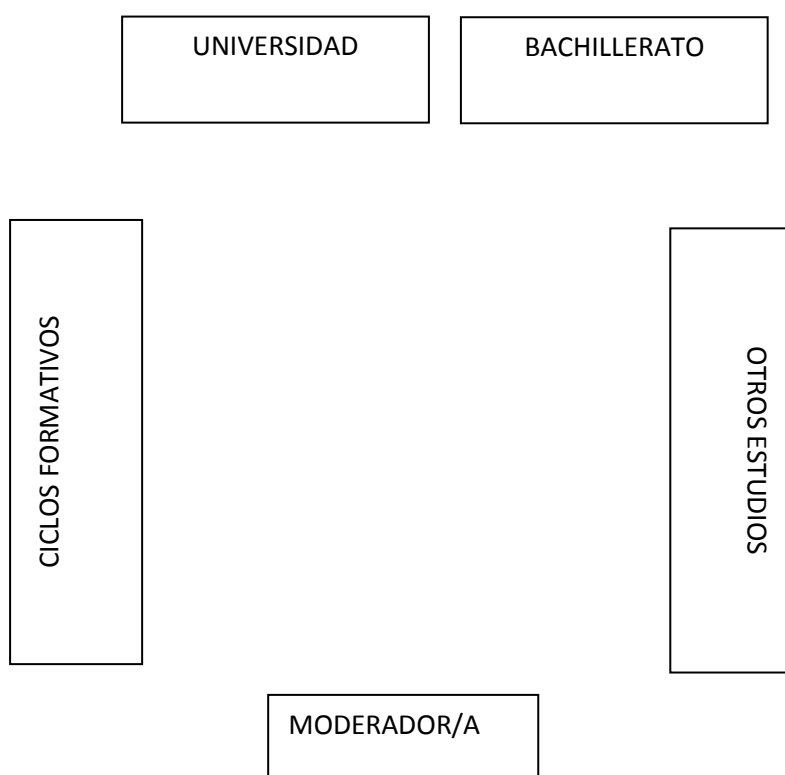 UNIVERSIDAD
BACHILLERATO
CICLOS FORMATIVOS
OTROS ESTUDIOS
MODERADOR/A